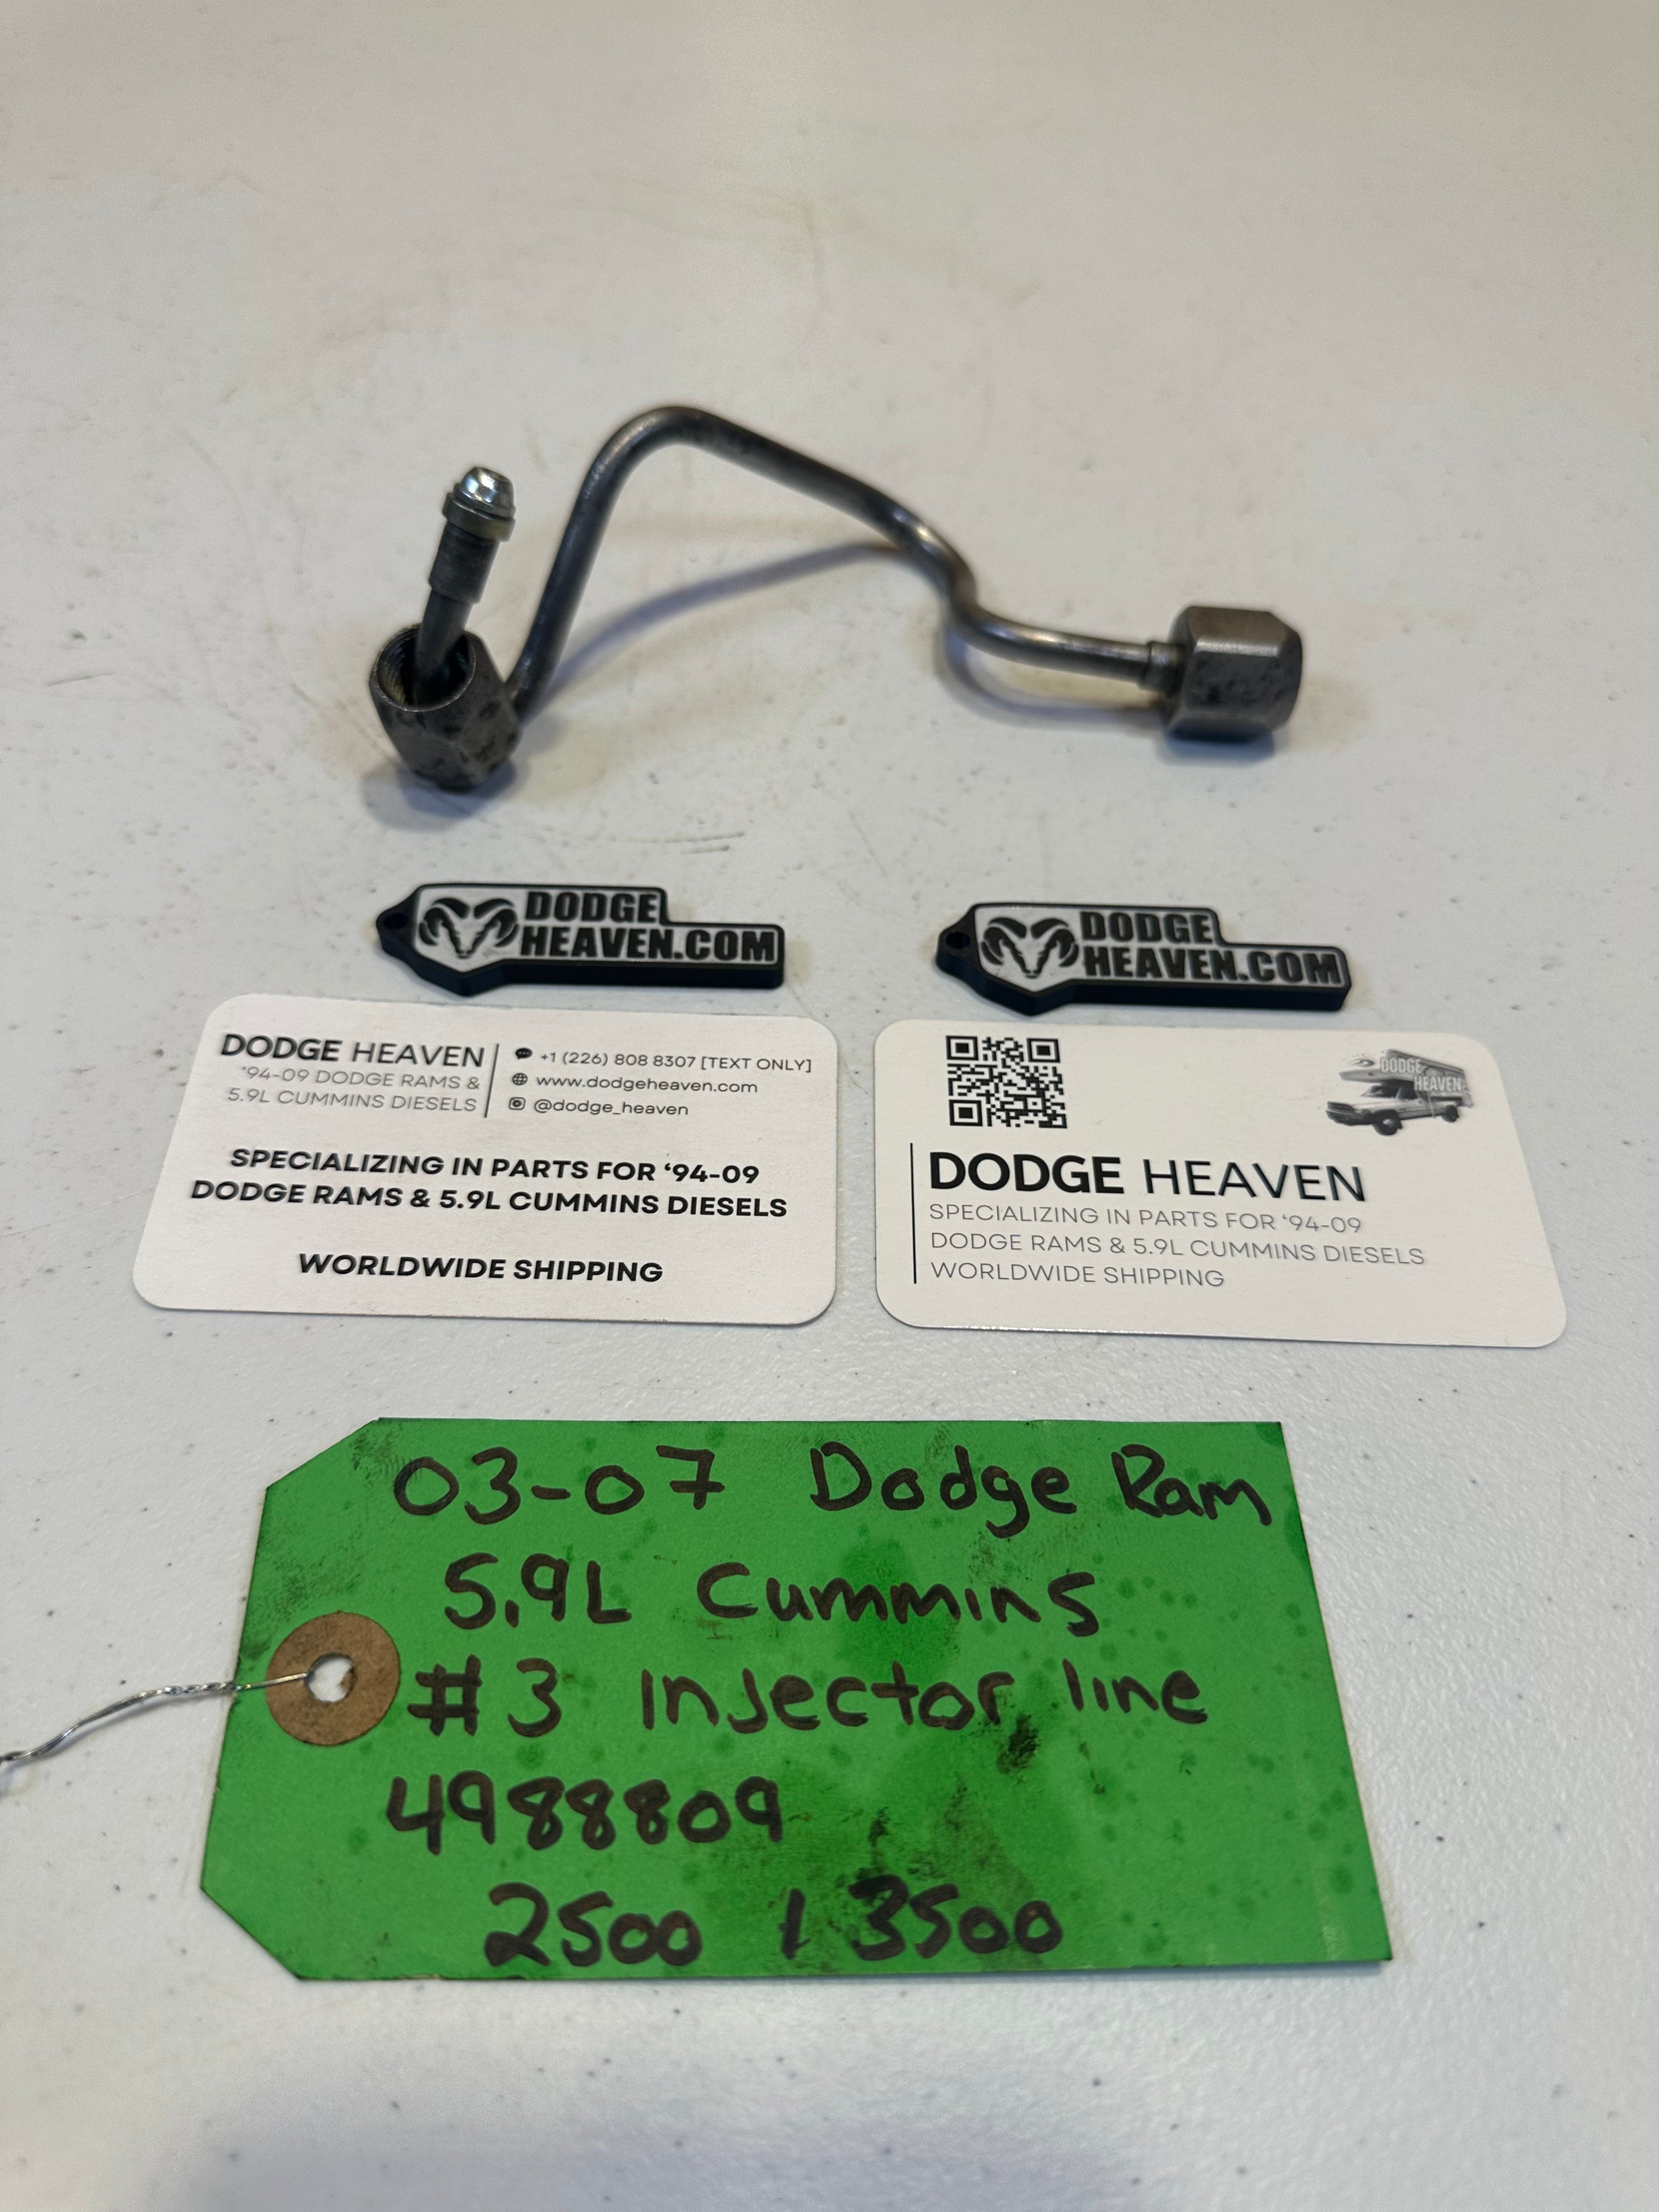 DODGE
HEAVEN.COM
DODGE
HEAVEN.COM
DODGE HEAVEN
'94-09 DODGE RAMS &
5.9L CUMMINS DIESELS
+1 (226) 808 8307 [TEXT ONLY]
www.dodgeheaven.com
@dodge_heaven
SPECIALIZING IN PARTS FOR ‘94-09
DODGE RAMS & 5.9L CUMMINS DIESELS
WORLDWIDE SHIPPING
DODGE
HEAVEN
DODGE HEAVEN
SPECIALIZING IN PARTS FOR ‘94-09
DODGE RAMS & 5.9L CUMMINS DIESELS
WORLDWIDE SHIPPING
03-07 Dodge Ram
5.9L Cummins
#3 Injector line
4988809
2500 / 3500